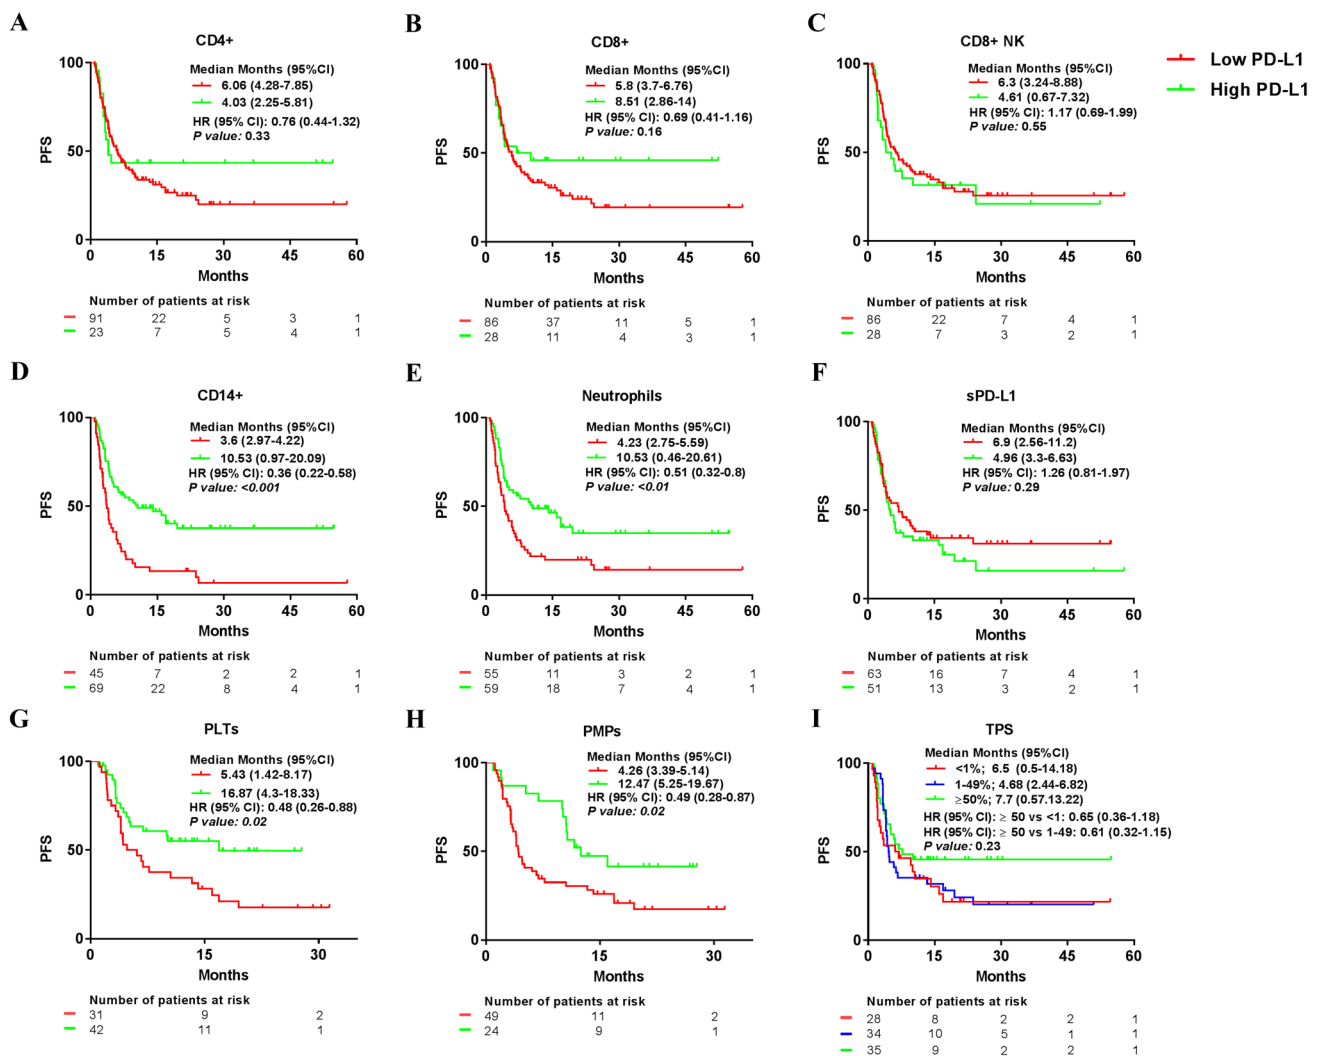 A
CD4+
Median Months (95%CI)
6.06 (4.28-7.85)
4.03 (2.25-5.81)
HR (95% CI): 0.76 (0.44-1.32)
P value: 0.33
PFS
100
50
0
0 15 30 45 60
Months
Number of patients at risk
91 22 5 3 1
23 7 5 4 1
B
CD8+
Median Months (95%CI)
5.8 (3.7-6.76)
8.51 (2.86-14)
HR (95% CI): 0.69 (0.41-1.16)
P value: 0.16
PFS
100
50
0
0 15 30 45 60
Months
Number of patients at risk
86 37 11 5 1
28 11 4 3 1
C
CD8+ NK
Median Months (95%CI)
6.3 (3.24-8.88)
4.61 (0.67-7.32)
HR (95% CI): 1.17 (0.69-1.99)
P value: 0.55
PFS
100
50
0
0 15 30 45 60
Months
Number of patients at risk
86 22 7 4 1
28 7 3 2 1
Low PD-L1
High PD-L1
D
CD14+
Median Months (95%CI)
3.6 (2.97-4.22)
10.53 (0.97-20.09)
HR (95% CI): 0.36 (0.22-0.58)
P value: <0.001
PFS
100
50
0
0 15 30 45 60
Months
Number of patients at risk
45 7 2 2 1
69 22 8 4 1
E
Neutrophils
Median Months (95%CI)
4.23 (2.75-5.59)
10.53 (0.46-20.61)
HR (95% CI): 0.51 (0.32-0.8)
P value: <0.01
PFS
100
50
0
0 15 30 45 60
Months
Number of patients at risk
55 11 3 2 1
59 18 7 4 1
F
sPD-L1
Median Months (95%CI)
6.9 (2.56-11.2)
4.96 (3.3-6.63)
HR (95% CI): 1.26 (0.81-1.97)
P value: 0.29
PFS
100
50
0
0 15 30 45 60
Months
Number of patients at risk
63 16 7 4 1
51 13 3 2 1
G
PLTs
Median Months (95%CI)
5.43 (1.42-8.17)
16.87 (4.3-18.33)
HR (95% CI): 0.48 (0.26-0.88)
P value: 0.02
PFS
100
50
0
0 15 30
Months
Number of patients at risk
31 9 2
42 11 1
H
PMPs
Median Months (95%CI)
4.26 (3.39-5.14)
12.47 (5.25-19.67)
HR (95% CI): 0.49 (0.28-0.87)
P value: 0.02
PFS
100
50
0
0 15 30
Months
Number of patients at risk
49 11 2
24 9 1
I
TPS
Median Months (95%CI)
<1%; 6.5 (0.5-14.18)
1-49%; 4.68 (2.44-6.82)
≥50%; 7.7 (0.57.13.22)
HR (95% CI): ≥ 50 vs <1: 0.65 (0.36-1.18)
HR (95% CI): ≥ 50 vs 1-49: 0.61 (0.32-1.15)
P value: 0.23
PFS
100
50
0
0 15 30 45 60
Months
Number of patients at risk
28 8 2 2 1
34 10 5 1 1
35 9 2 2 1